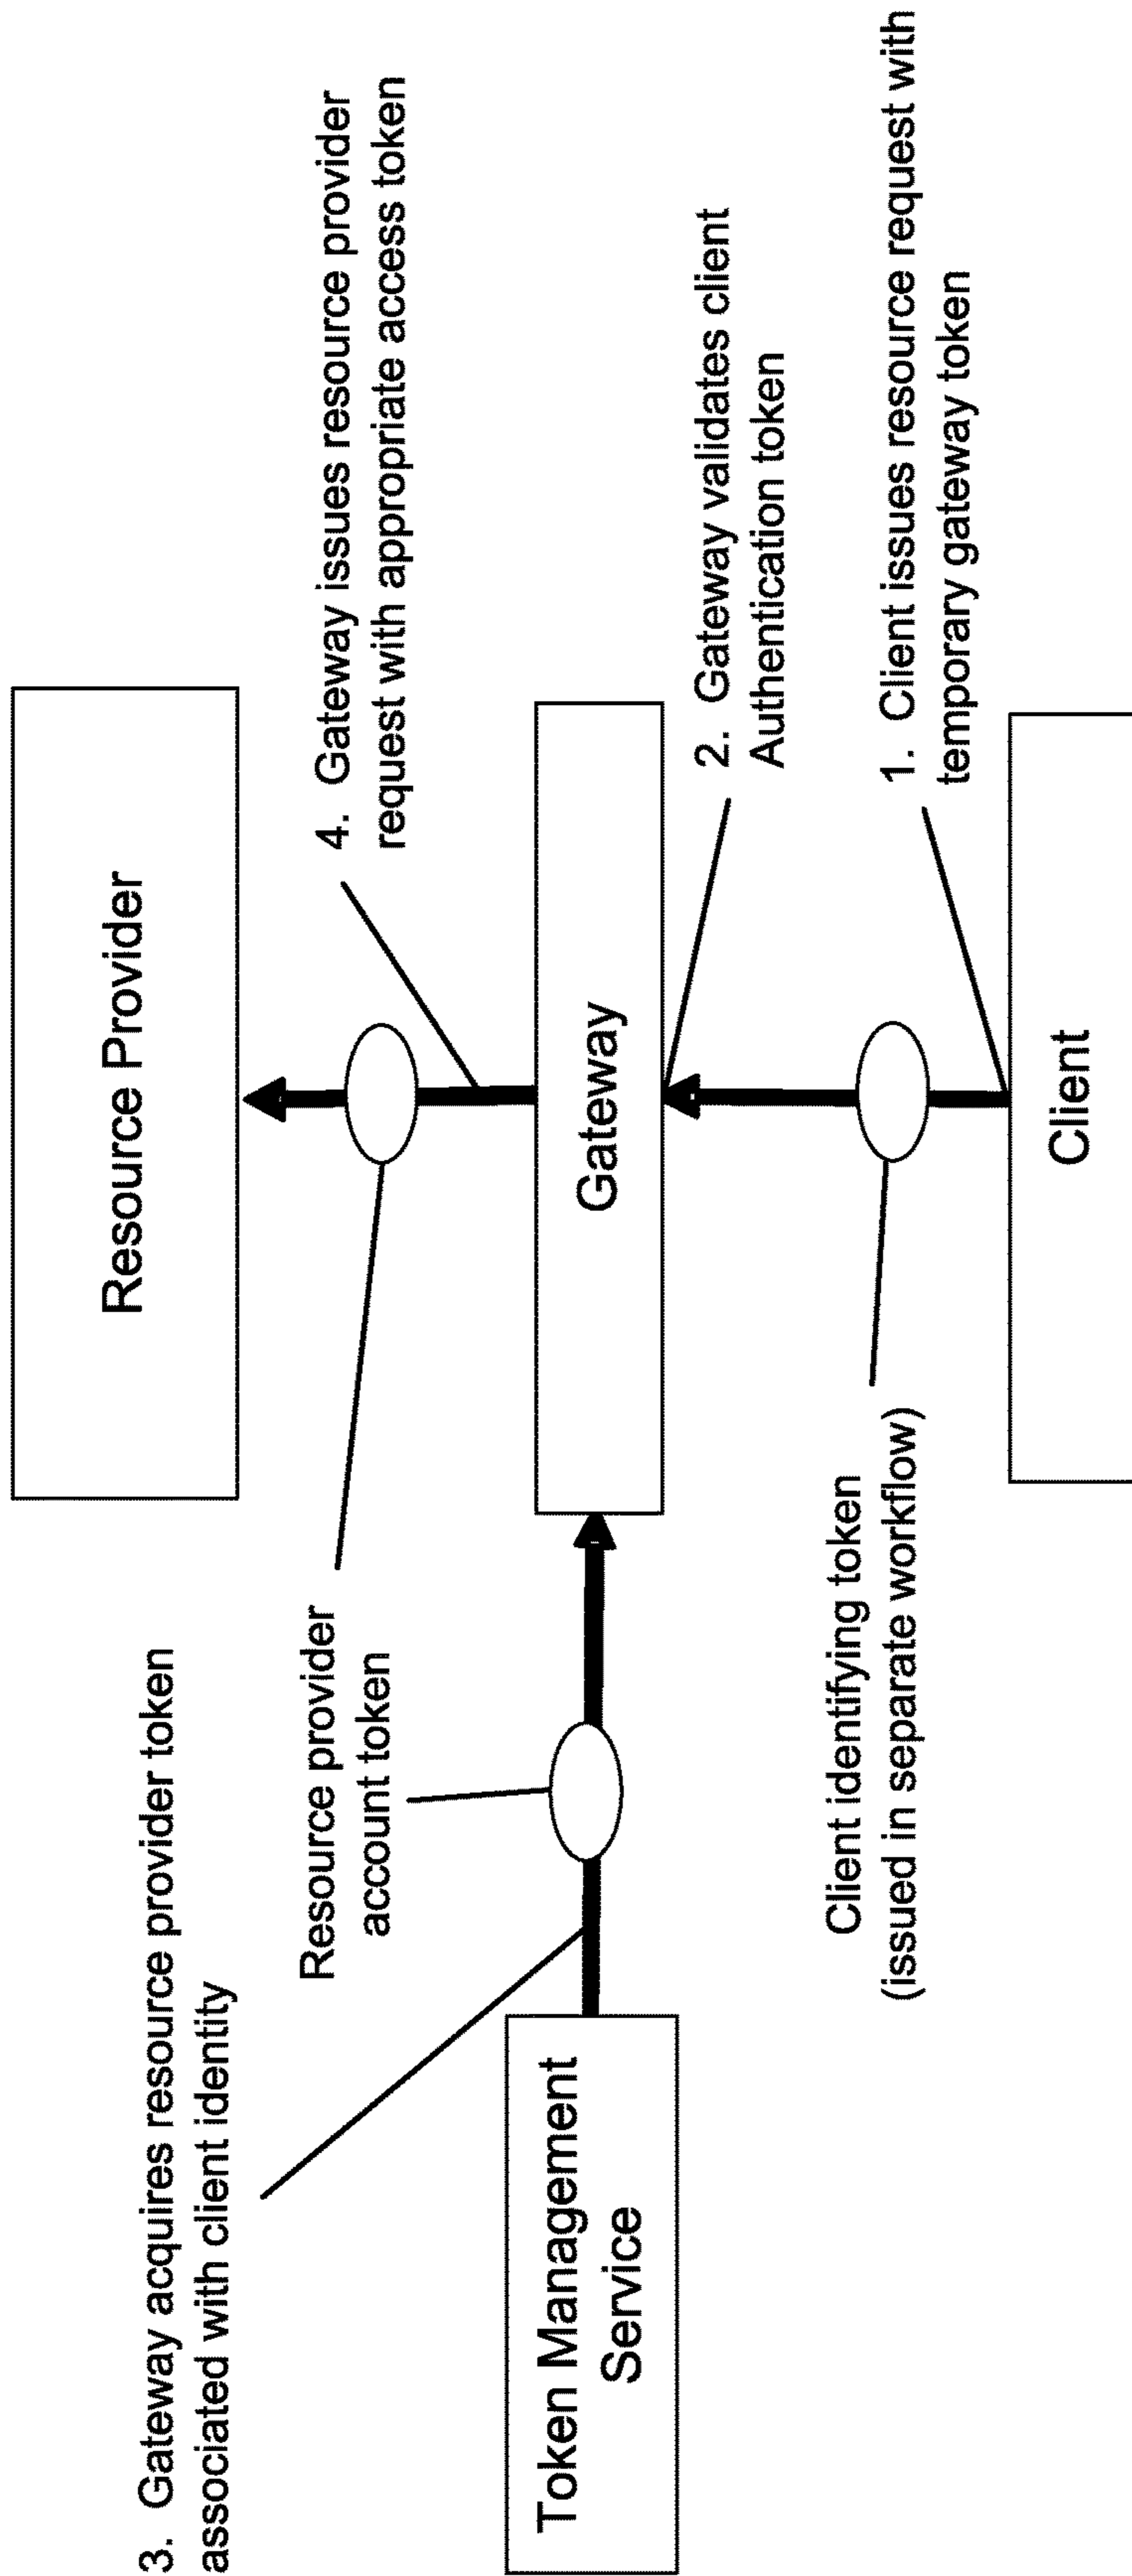 3. Gateway acquires resource provider token
associated with client identity
Resource Provider
4. Gateway issues resource provider
request with appropriate access token
Resource provider
account token
Token Management
Service
Gateway
2. Gateway validates client
Authentication token
Client identifying token
(issued in separate workflow)
1. Client issues resource request with
temporary gateway token
Client